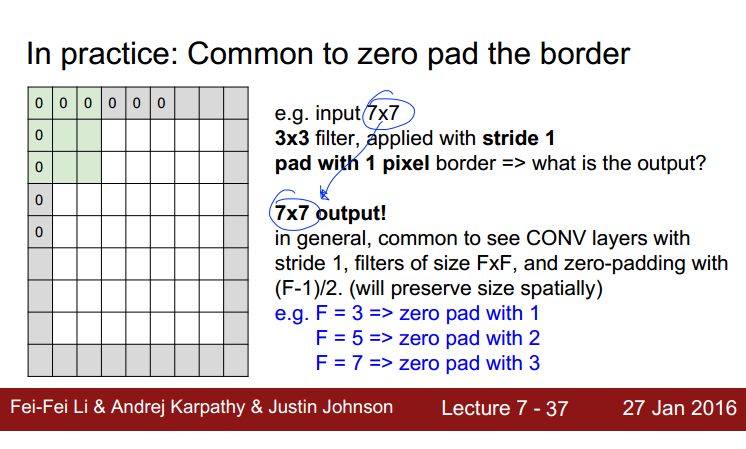 In practice: Common to zero pad the border
0 0 0 0 0 0
0
0
0
0
e.g. input 7x7
3x3 filter, applied with stride 1
pad with 1 pixel border => what is the output?
7x7 output!
in general, common to see CONV layers with
stride 1, filters of size FxF, and zero-padding with
(F-1)/2. (will preserve size spatially)
e.g. F = 3 => zero pad with 1
F = 5 => zero pad with 2
F = 7 => zero pad with 3
Fei-Fei Li & Andrej Karpathy & Justin Johnson Lecture 7 - 37 27 Jan 2016